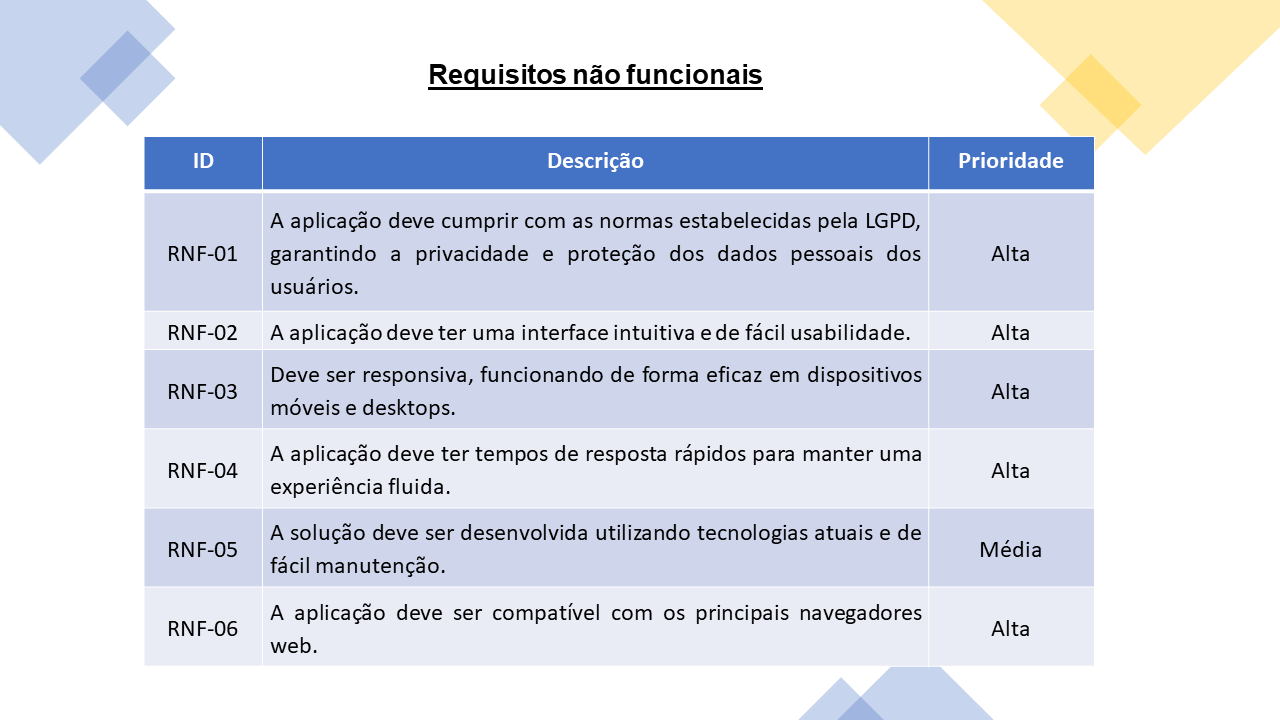 Requisitos não funcionais
ID Descrição Prioridade
A aplicação deve cumprir com as normas estabelecidas pela LGPD,
RNF-01 garantindo a privacidade e proteção dos dados pessoais dos Alta
usuários.
RNF-02 A aplicação deve ter uma interface intuitiva e de fácil usabilidade. Alta
Deve ser responsiva, funcionando de forma eficaz em dispositivos
RNF-03 Alta
móveis e desktops.
A aplicação deve ter tempos de resposta rápidos para manter uma
RNF-04 Alta
experiência fluida.
A solução deve ser desenvolvida utilizando tecnologias atuais e de
RNF-05 Média
fácil manutenção.
A aplicação deve ser compatível com os principais navegadores
RNF-06 Alta
web.